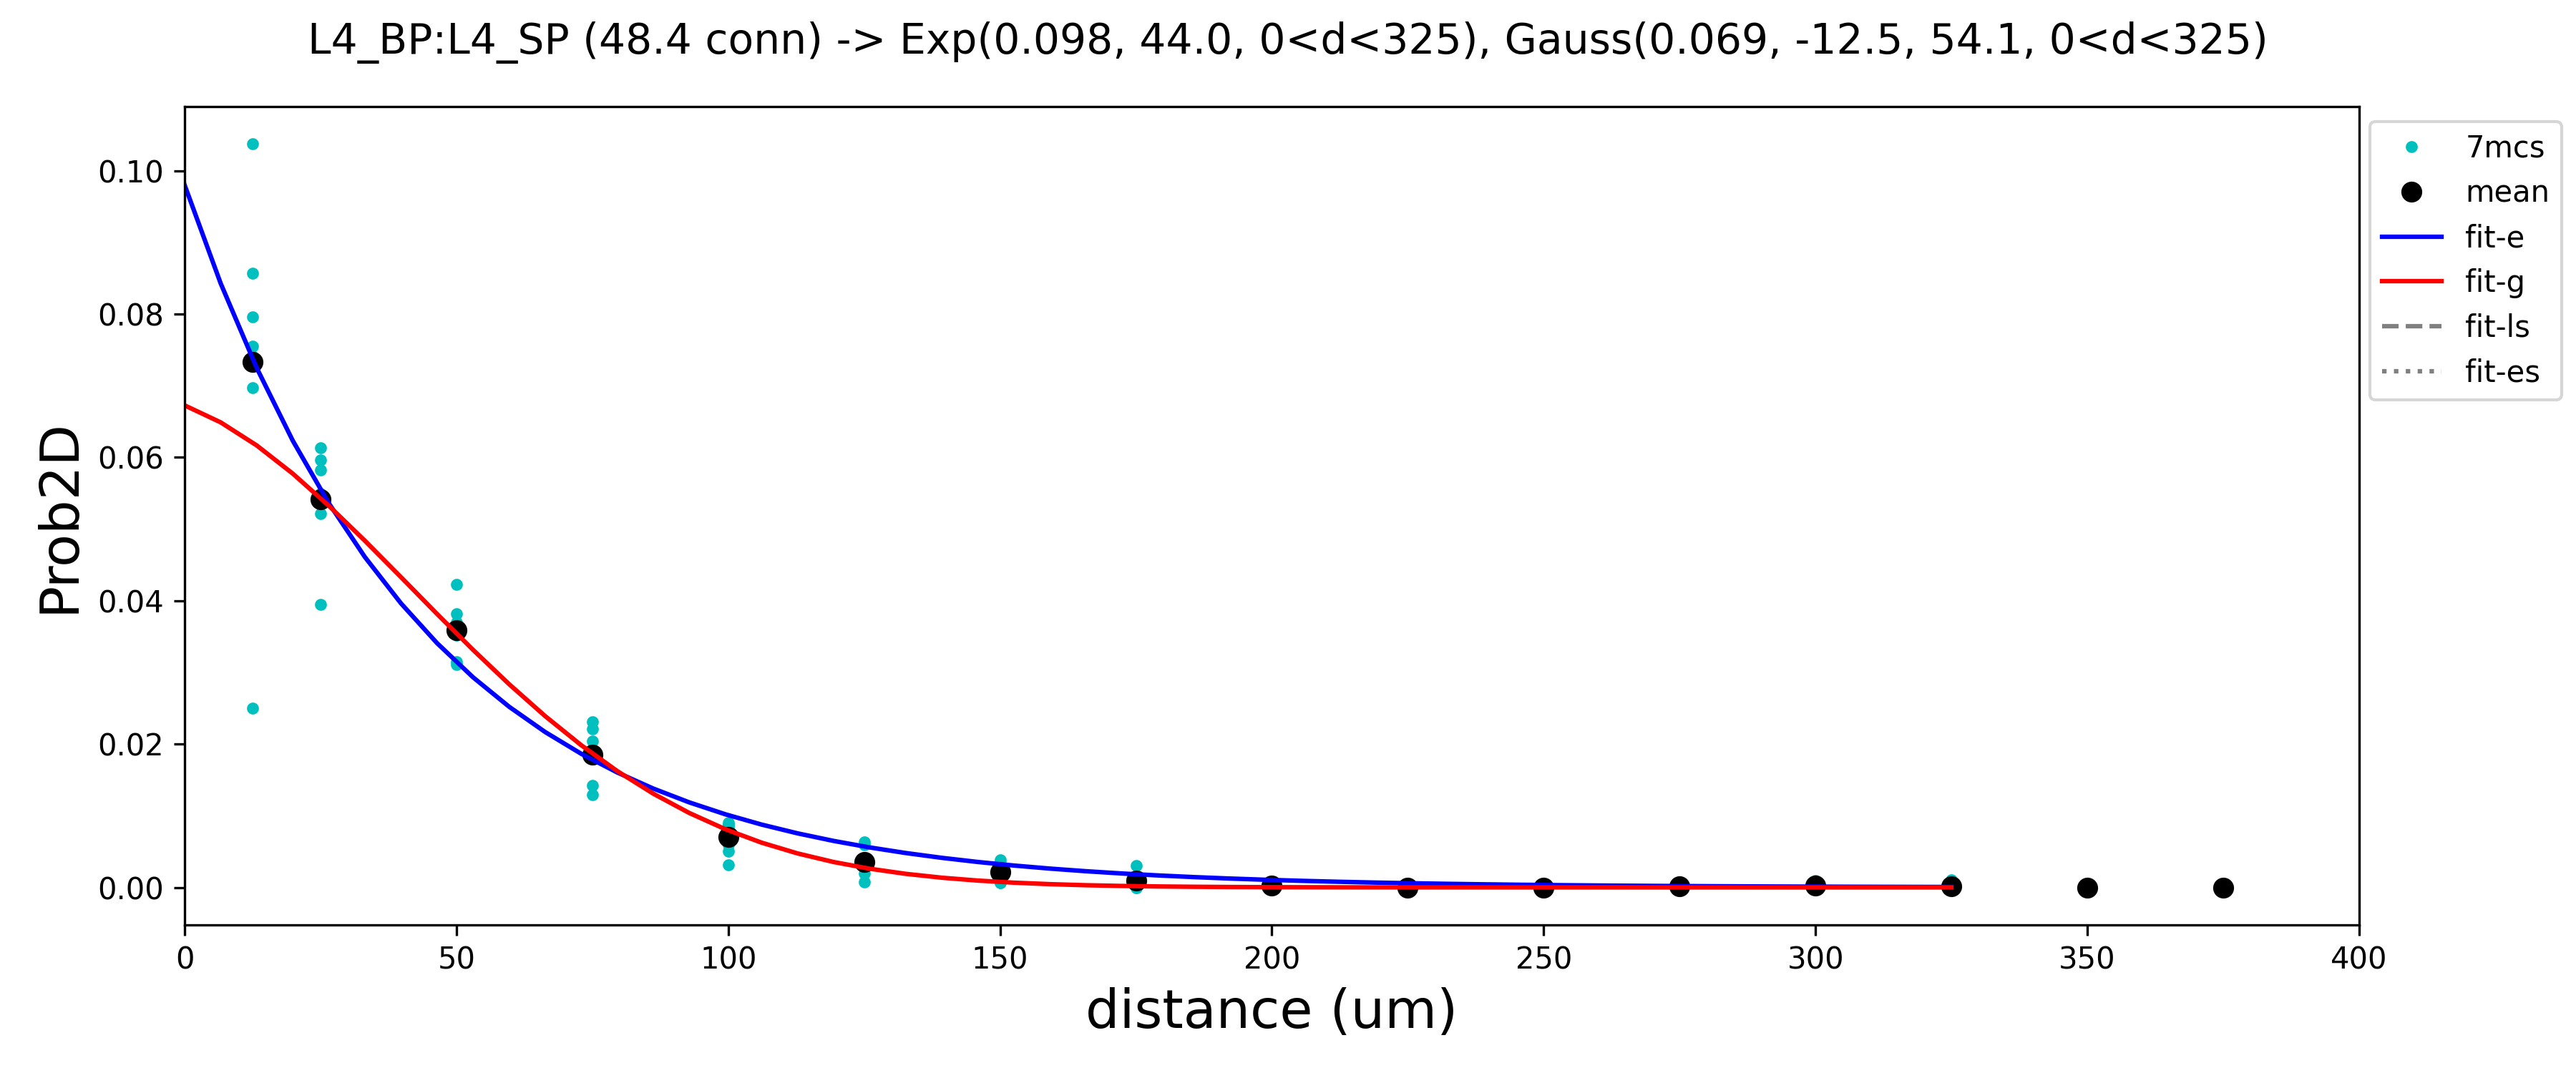 L4_BP:L4_SP (48.4 conn) -> Exp(0.098, 44.0, 0<d<325), Gauss(0.069, -12.5, 54.1, 0<d<325)
0.10
0.08
0.06
0.04
0.02
0.00
Prob2D
0 50 100 150 200 250 300 350 400
distance (um)
7mcs
mean
fit-e
fit-g
fit-ls
fit-es